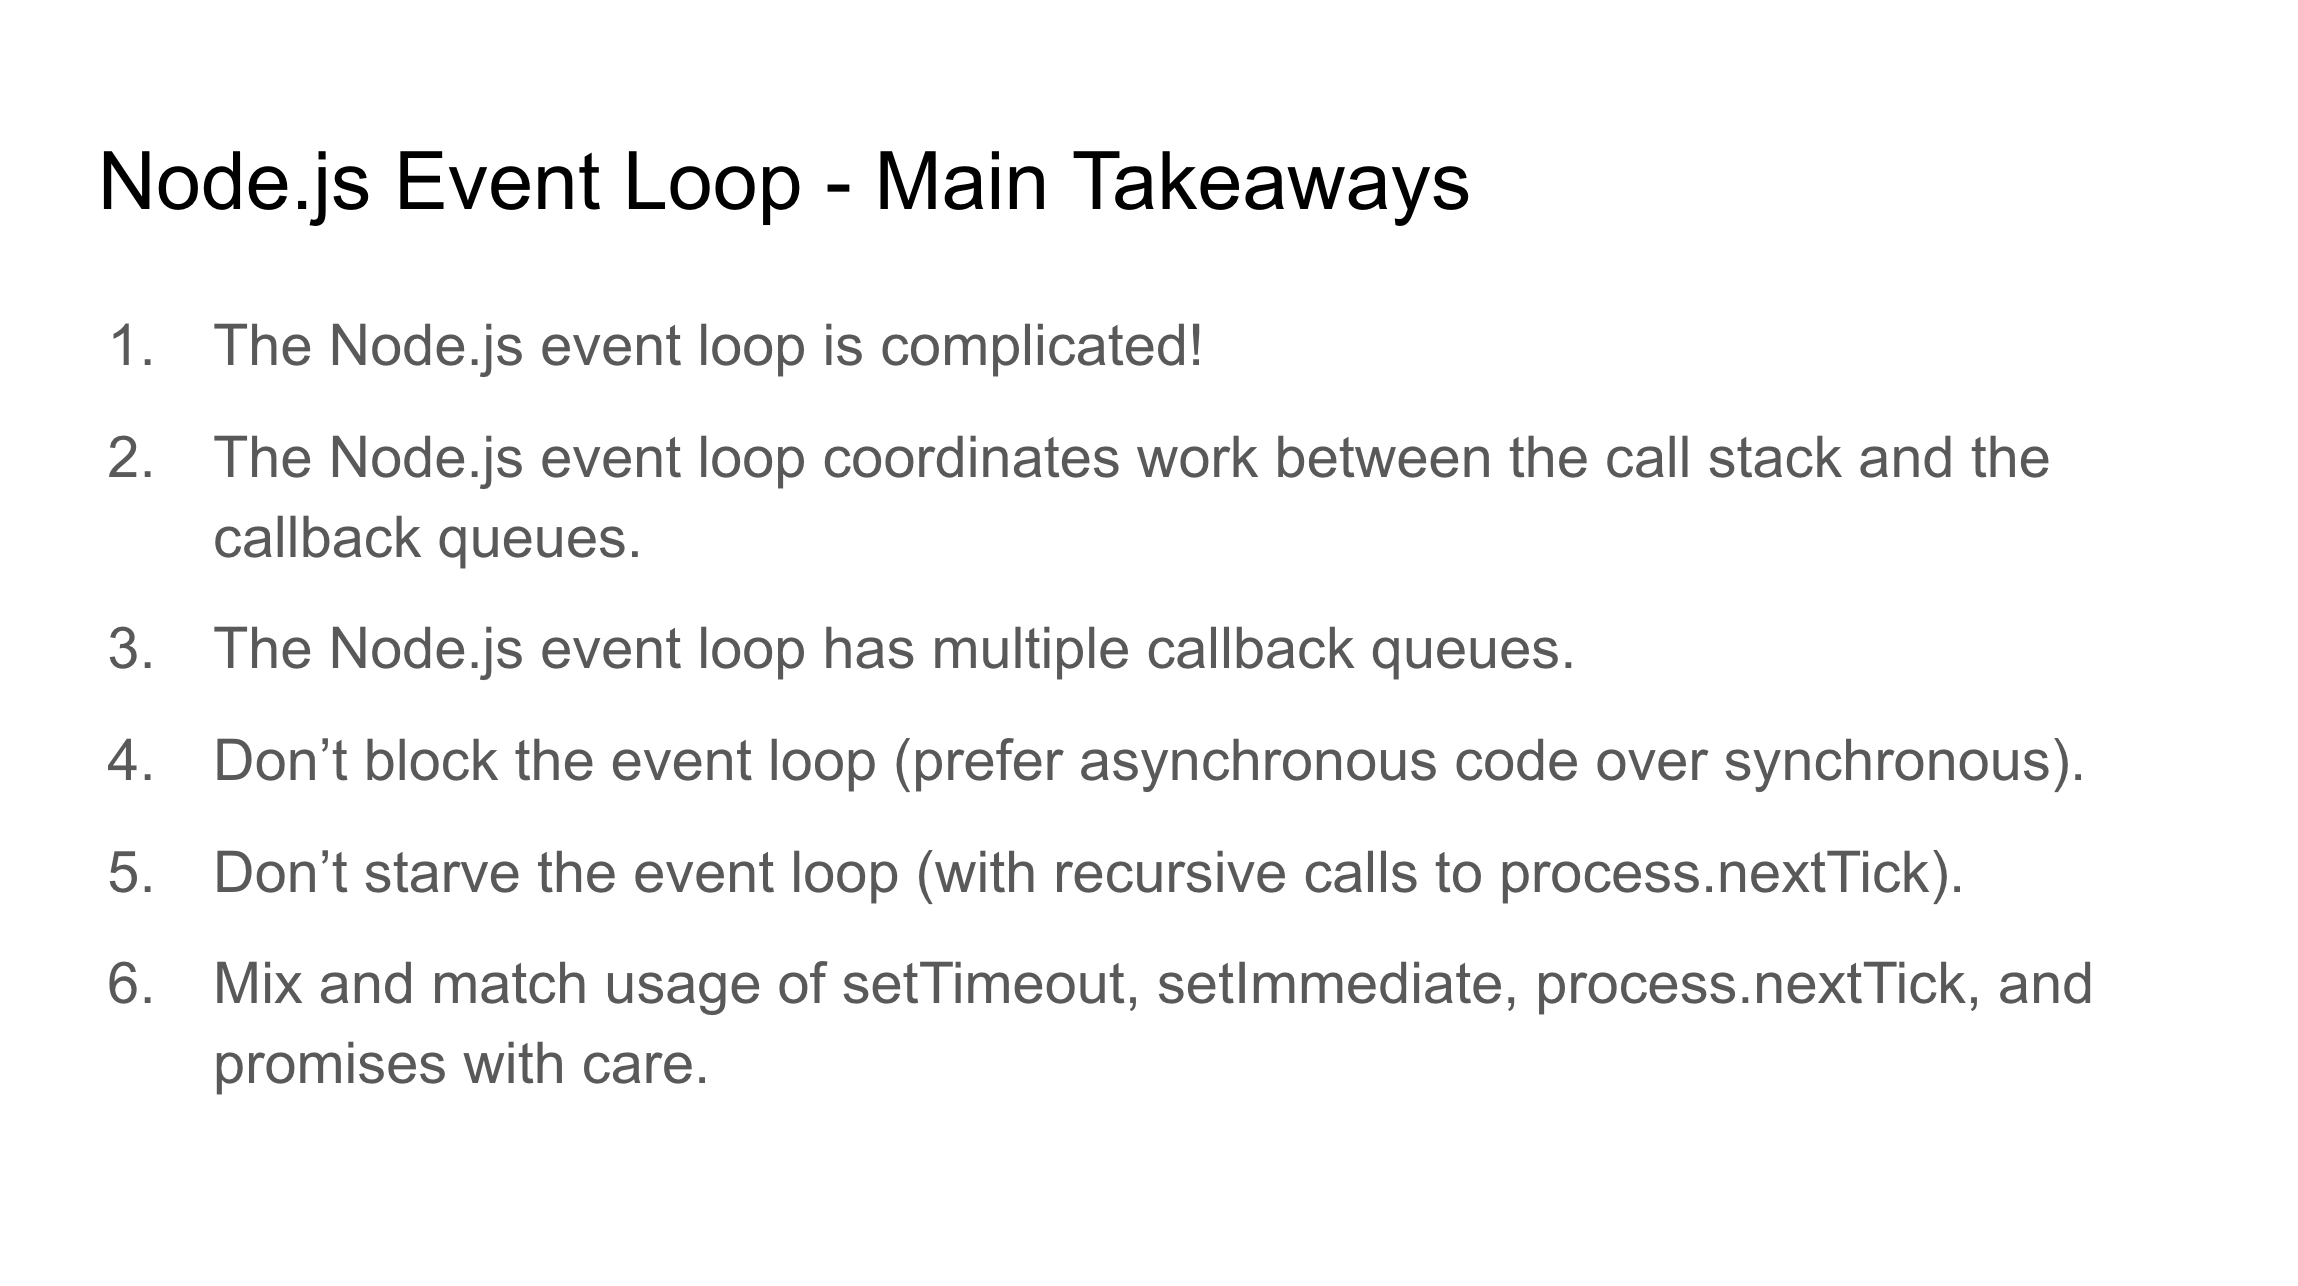 Node.js Event Loop - Main Takeaways
1. The Node.js event loop is complicated!
2. The Node.js event loop coordinates work between the call stack and the
callback queues.
3. The Node.js event loop has multiple callback queues.
4. Don’t block the event loop (prefer asynchronous code over synchronous).
5. Don’t starve the event loop (with recursive calls to process.nextTick).
6. Mix and match usage of setTimeout, setImmediate, process.nextTick, and
promises with care.